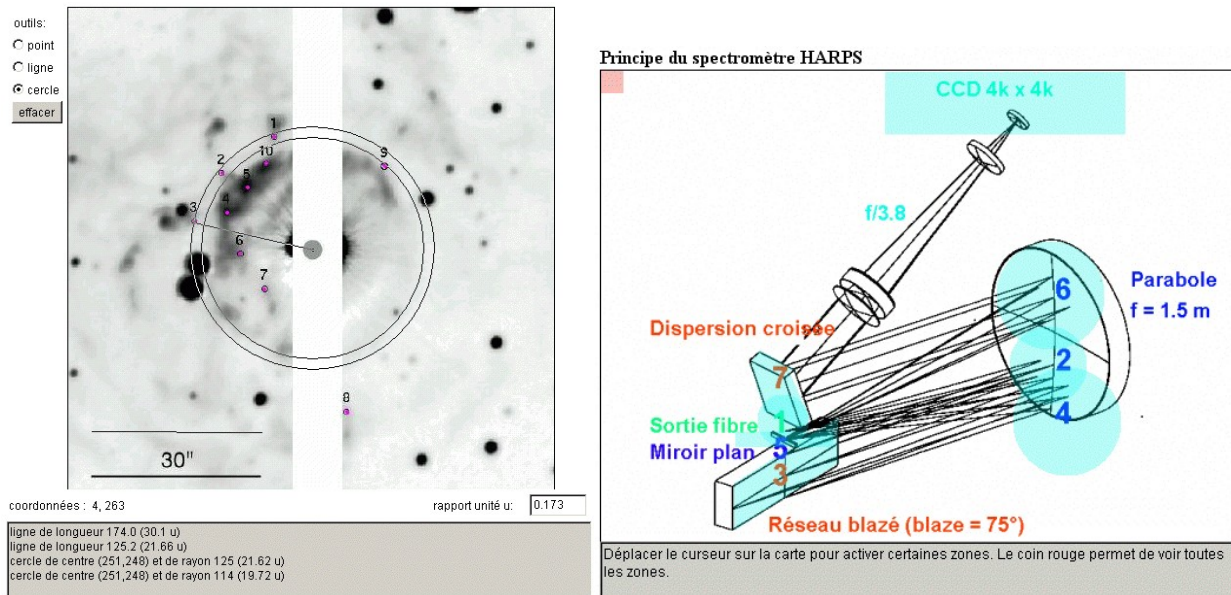 outils:
point
ligne
cercle
effacer
1
2
10
9
5
3
4
6
7
8
30"
coordonnées : 4, 263
rapport unité u: 0.173
ligne de longueur 174.0 (30.1 u)
ligne de longueur 125.2 (21.66 u)
cercle de centre (251,248) et de rayon 125 (21.62 u)
cercle de centre (251,248) et de rayon 114 (19.72 u)
Principe du spectromètre HARPS
CCD 4k x 4k
f/3.8
6
Parabole
f = 1.5 m
Dispersion croisée
7
2
4
Sortie fibre 1
Miroir plan 5
3
Réseau blazé (blaze = 75°)
Déplacer le curseur sur la carte pour activer certaines zones. Le coin rouge permet de voir toutes
les zones.